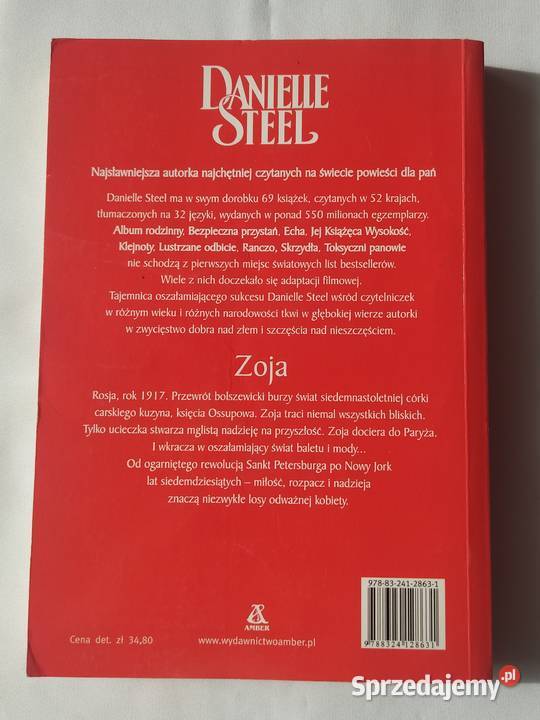 DANIELLE
STEEL
Najsławniejsza autorka najchętniej czytanych na świecie powieści dla pań
Danielle Steel ma w swym dorobku 69 książek, czytanych w 52 krajach,
tłumaczonych na 32 języki, wydanych w ponad 550 milionach egzemplarzy.
Album rodzinny, Bezpieczna przystań, Echa, Jej Książęca Wysokość,
Klejnoty, Lustrzane odbicie, Ranczo, Skrzydła, Toksyczni panowie
nie schodzą z pierwszych miejsc światowych list bestsellerów.
Wiele z nich doczekało się adaptacji filmowej.
Tajemnica oszałamiającego sukcesu Danielle Steel wśród czytelniczek
w różnym wieku i różnych narodowości tkwi w głębokiej wierze autorki
w zwycięstwo dobra nad złem i szczęścia nad nieszczęściem.
Zoja
Rosja, rok 1917. Przewrót bolszewicki burzy świat siedemnastoletniej córki
carskiego kuzyna, księcia Ossupowa. Zoja traci niemal wszystkich bliskich.
Tylko ucieczka stwarza mglistą nadzieję na przyszłość. Zoja dociera do Paryża.
I wkracza w oszałamiający świat baletu i mody...
Od ogarniętego rewolucją Sankt Petersburga po Nowy Jork
lat siedemdziesiątych – miłość, rozpacz i nadzieja
znaczą niezwykłe losy odważnej kobiety.
978-83-241-2863-1
9788324128631
AMBER
Cena det. zł 34,80
www.wydawnictwoamber.pl
Sprzedajemy.pl